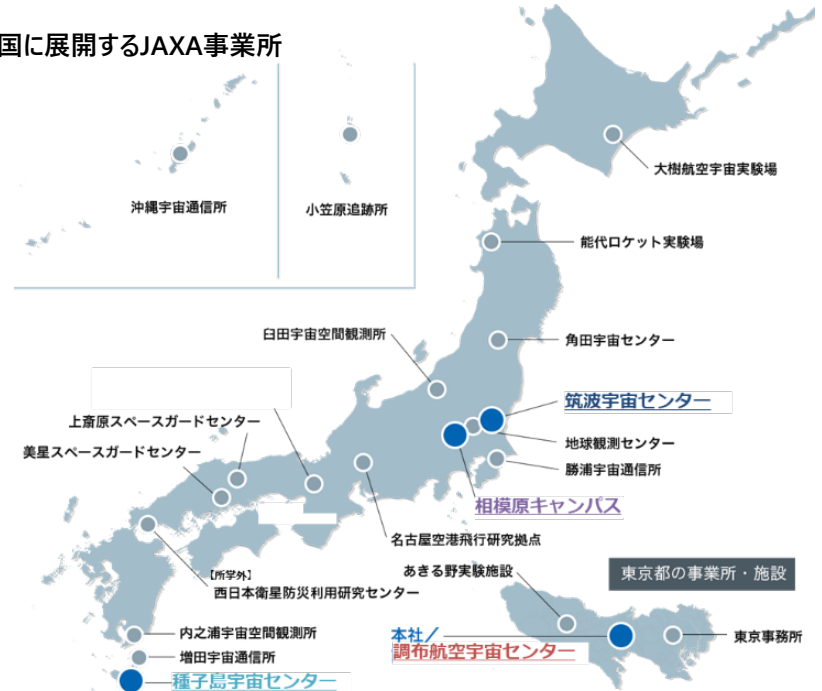 国に展開するJAXA事業所
大樹航空宇宙実験場
沖縄宇宙通信所
小笠原追跡所
能代ロケット実験場
臼田宇宙空間観測所
角田宇宙センター
筑波宇宙センター
上斎原スペースガードセンター
地球観測センター
美星スペースガードセンター
勝浦宇宙通信所
相模原キャンパス
名古屋空港飛行研究拠点
あきる野実験施設
東京都の事業所・施設
【所学外】
西日本衛星防災利用研究センター
内之浦宇宙空間観測所
本社/
東京事務所
調布航空宇宙センター
増田宇宙通信所
種子島宇宙センター